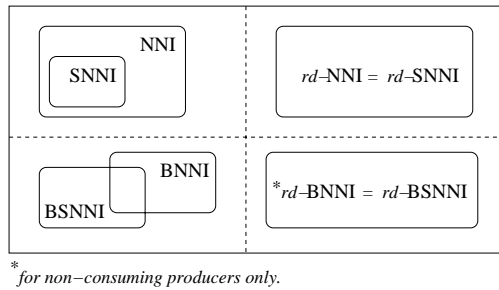 NNI
SNNI
rd–NNI = rd–SNNI
BNNI
BSNNI
*rd–BNNI = rd–BSNNI
*for non–consuming producers only.